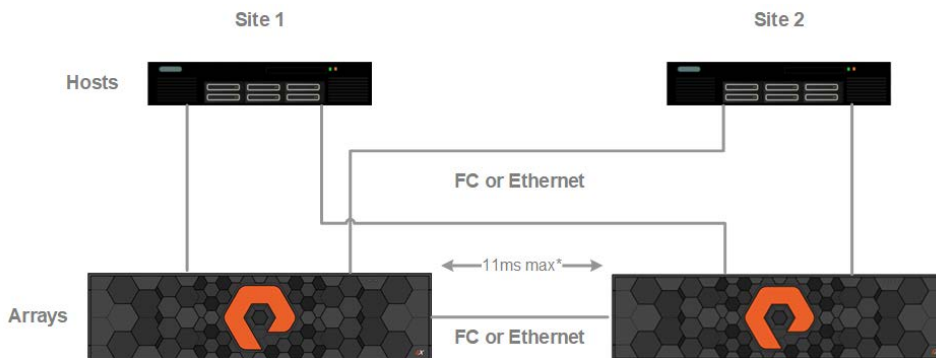 Site 1
Site 2
Hosts
FC or Ethernet
11ms max*
Arrays
FC or Ethernet